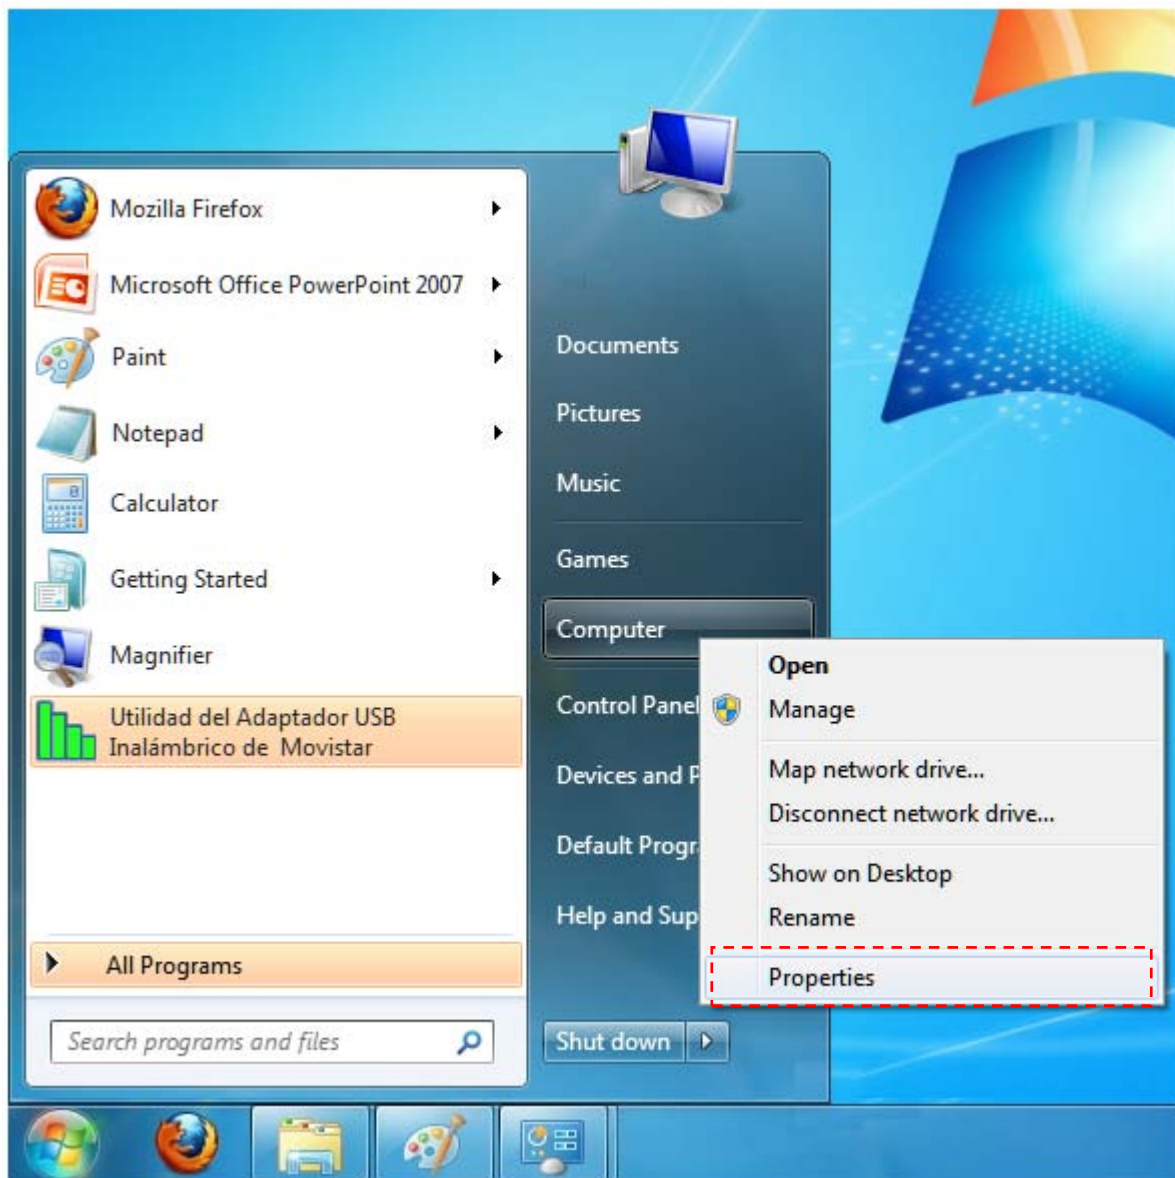 Mozilla Firefox
Microsoft Office PowerPoint 2007
Paint
Notepad
Calculator
Getting Started
Magnifier
Utilidad del Adaptador USB
Inalámbrico de Movistar
All Programs
Search programs and files
Documents
Pictures
Music
Games
Computer
Control Panel
Devices and P
Default Progr
Help and Sup
Shut down
Open
Manage
Map network drive...
Disconnect network drive...
Show on Desktop
Rename
Properties